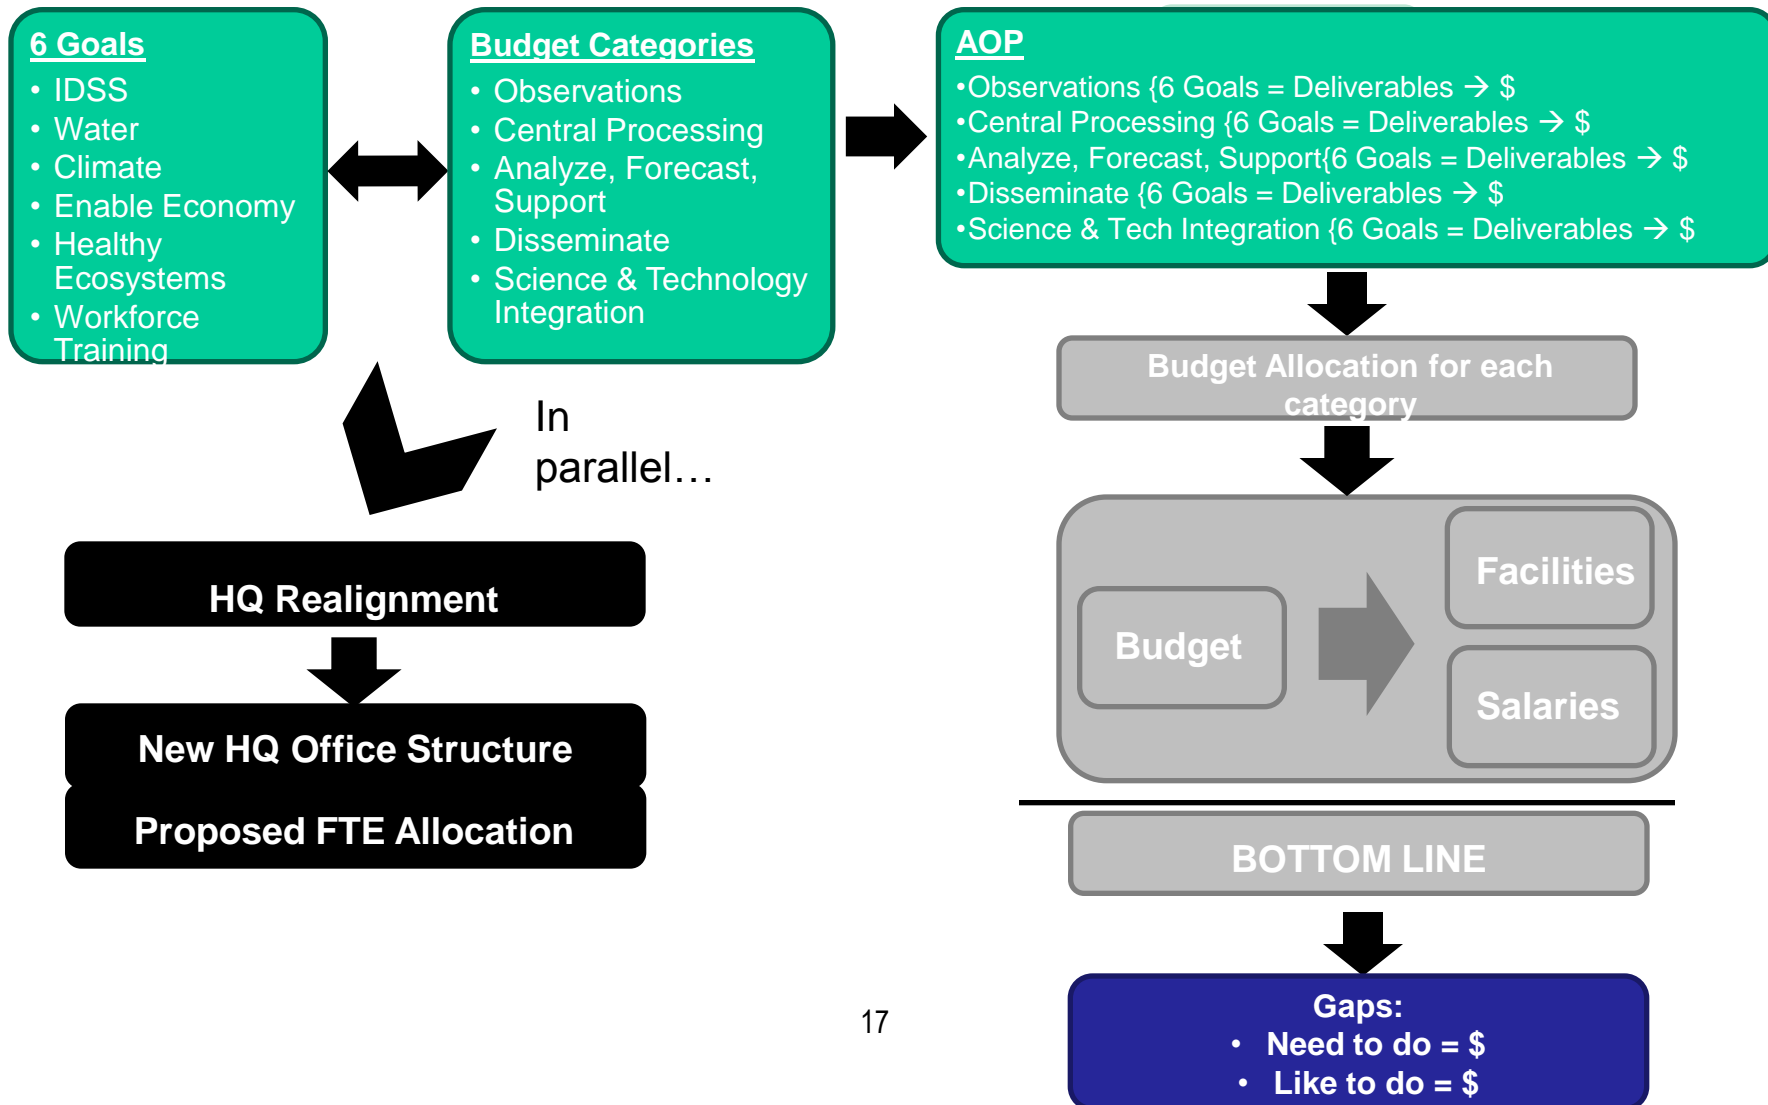 6 Goals
• IDSS
• Water
• Climate
• Enable Economy
• Healthy
Ecosystems
• Workforce
Training
Budget Categories
• Observations
• Central Processing
• Analyze, Forecast,
Support
• Disseminate
• Science & Technology
Integration
AOP
•Observations {6 Goals = Deliverables → $
•Central Processing {6 Goals = Deliverables → $
•Analyze, Forecast, Support{6 Goals = Deliverables → $
•Disseminate {6 Goals = Deliverables → $
•Science & Tech Integration {6 Goals = Deliverables → $
In
parallel…
HQ Realignment
New HQ Office Structure
Proposed FTE Allocation
Budget Allocation for each
category
Budget
Facilities
Salaries
BOTTOM LINE
Gaps:
• Need to do = $
• Like to do = $
17